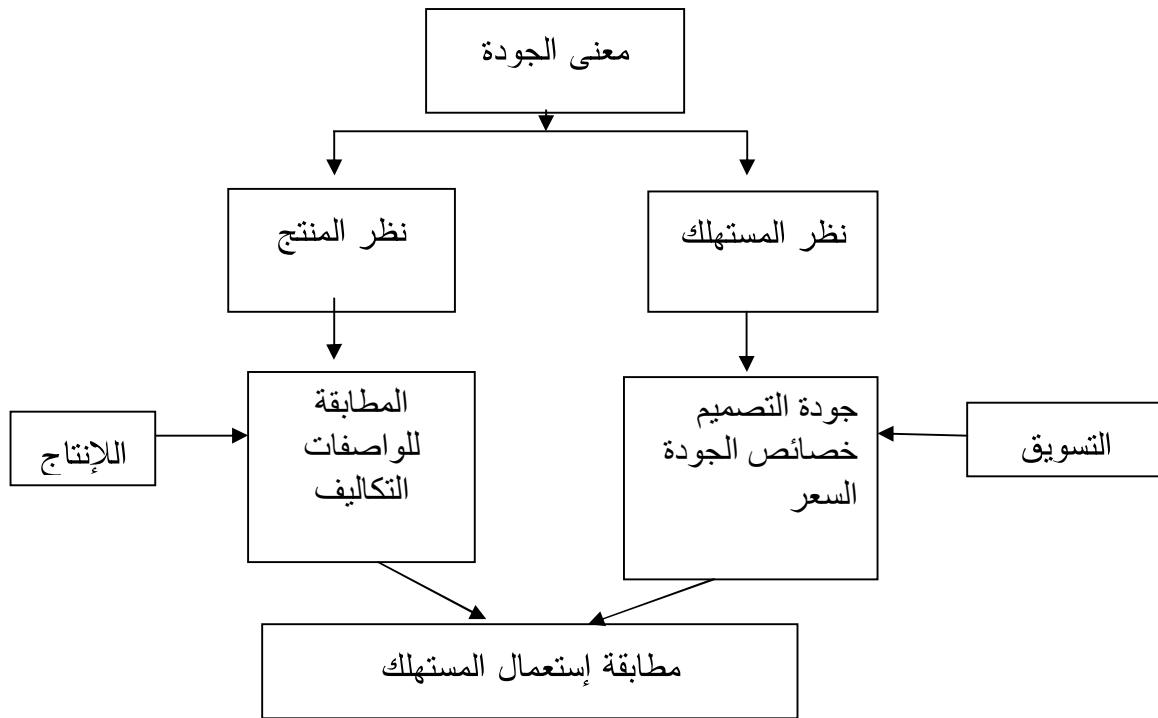 معنى الجودة
نظر المستهلك
نظر المنتج
جودة التصميم
خصائص الجودة
السعر
المطابقة
للواصفات
التكاليف
التسويق
اللإنتاج
مطابقة إستعمال المستهلك